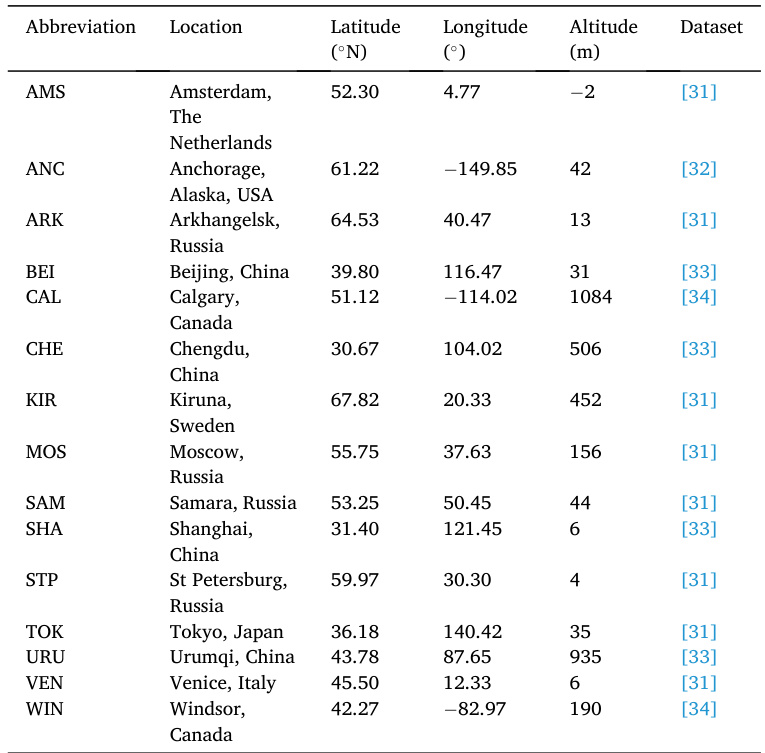 Abbreviation Location Latitude Longitude Altitude Dataset
(°N) (°) (m)
AMS Amsterdam, 52.30 4.77 −2 [31]
The
Netherlands
ANC Anchorage, 61.22 −149.85 42 [32]
Alaska, USA
ARK Arkhangelsk, 64.53 40.47 13 [31]
Russia
BEI Beijing, China 39.80 116.47 31 [33]
CAL Calgary, 51.12 −114.02 1084 [34]
Canada
CHE Chengdu, 30.67 104.02 506 [33]
China
KIR Kiruna, 67.82 20.33 452 [31]
Sweden
MOS Moscow, 55.75 37.63 156 [31]
Russia
SAM Samara, Russia 53.25 50.45 44 [31]
SHA Shanghai, 31.40 121.45 6 [33]
China
STP St Petersburg, 59.97 30.30 4 [31]
Russia
TOK Tokyo, Japan 36.18 140.42 35 [31]
URU Urumqi, China 43.78 87.65 935 [33]
VEN Venice, Italy 45.50 12.33 6 [31]
WIN Windsor, 42.27 −82.97 190 [34]
Canada